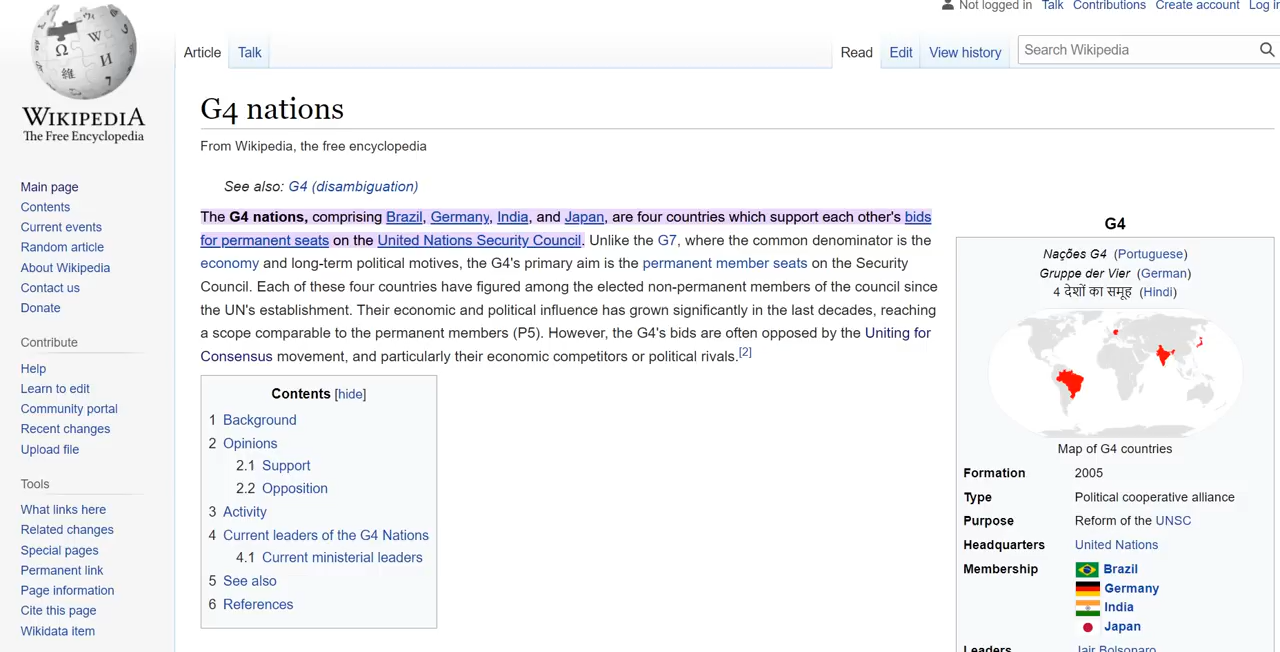 Not logged in Talk Contributions Create account Log in
Article Talk Read Edit View history Search Wikipedia
WIKIPEDIA
The Free Encyclopedia
Main page
Contents
Current events
Random article
About Wikipedia
Contact us
Donate
Contribute
Help
Learn to edit
Community portal
Recent changes
Upload file
Tools
What links here
Related changes
Special pages
Permanent link
Page information
Cite this page
Wikidata item
G4 nations
From Wikipedia, the free encyclopedia
See also: G4 (disambiguation)
The G4 nations, comprising Brazil, Germany, India, and Japan, are four countries which support each other's bids
for permanent seats on the United Nations Security Council. Unlike the G7, where the common denominator is the
economy and long-term political motives, the G4's primary aim is the permanent member seats on the Security
Council. Each of these four countries have figured among the elected non-permanent members of the council since
the UN's establishment. Their economic and political influence has grown significantly in the last decades, reaching
a scope comparable to the permanent members (P5). However, the G4's bids are often opposed by the Uniting for
Consensus movement, and particularly their economic competitors or political rivals.[2]
Contents [hide]
1 Background
2 Opinions
2.1 Support
2.2 Opposition
3 Activity
4 Current leaders of the G4 Nations
4.1 Current ministerial leaders
5 See also
6 References
G4
Nações G4 (Portuguese)
Gruppe der Vier (German)
4 देशों का समूह (Hindi)
Map of G4 countries
Formation 2005
Type Political cooperative alliance
Purpose Reform of the UNSC
Headquarters United Nations
Membership Brazil
Germany
India
Japan
Leaders Jair Bolsonaro